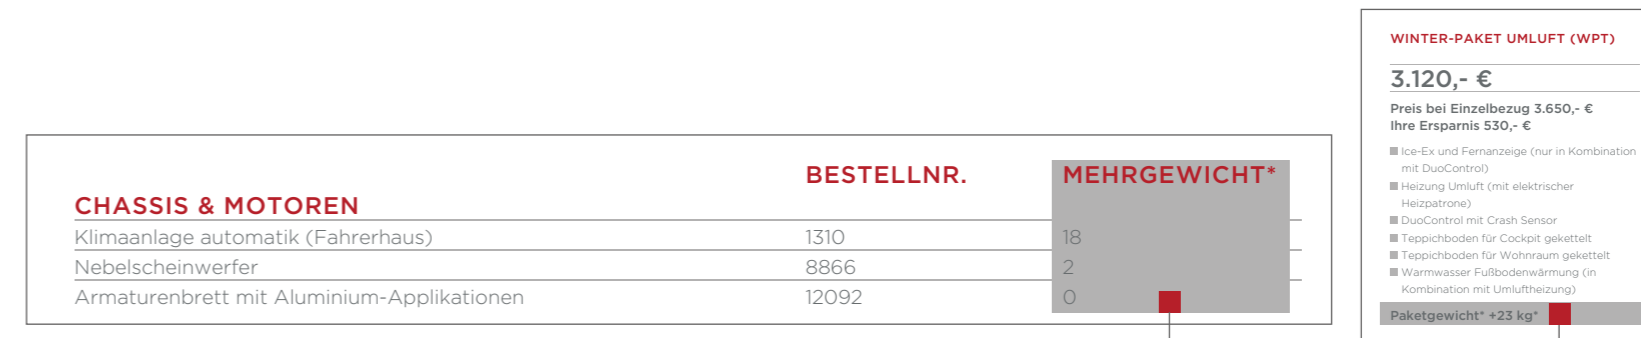 BESTELLNR. MEHRGEWICHT*
CHASSIS & MOTOREN
Klimaanlage automatik (Fahrerhaus) 1310 18
Nebelscheinwerfer 8866 2
Armaturenbrett mit Aluminium-Applikationen 12092 0
WINTER-PAKET UMLUFT (WPT)
3.120,- €
Preis bei Einzelbezug 3.650,- €
Ihre Ersparnis 530,- €
Ice-Ex und Fernanzeige (nur in Kombination
mit DuoControl)
Heizung Umluft (mit elektrischer
Heizpatrone)
DuoControl mit Crash Sensor
Teppichboden für Cockpit gekettelt
Teppichboden für Wohnraum gekettelt
Warmwasser Fußbodenwärmung (in
Kombination mit Umluftheizung)
Paketgewicht* +23 kg*